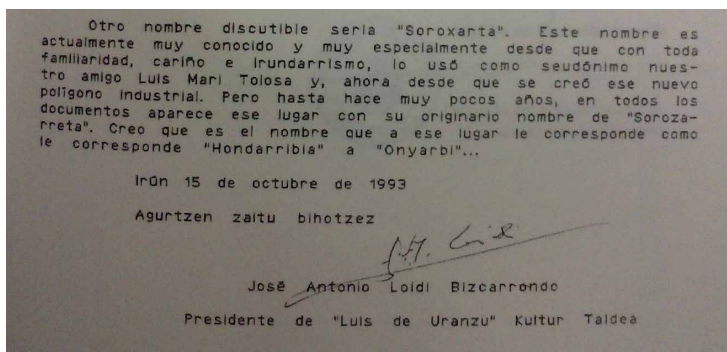 Otro nombre discutible seria "Soroxarta". Este nombre es
actualmente muy conocido y muy especialmente desde que con toda
familiaridad, cariño e irundarrismo, lo usó como seudónimo nues-
tro amigo Luis Mari Tolosa y, ahora desde que se creó ese nuevo
polígono industrial. Pero hasta hace muy pocos años, en todos los
documentos aparece ese lugar con su originario nombre de "Soroza-
rreta". Creo que es el nombre que a ese lugar le corresponde como
le corresponde "Hondarribia" a "Onyarbi"...
Irún 15 de octubre de 1993
Agurtzen zaitu bihotzez
José Antonio Loidi Bizcarrondo
Presidente de "Luis de Uranzu" Kultur Taldea